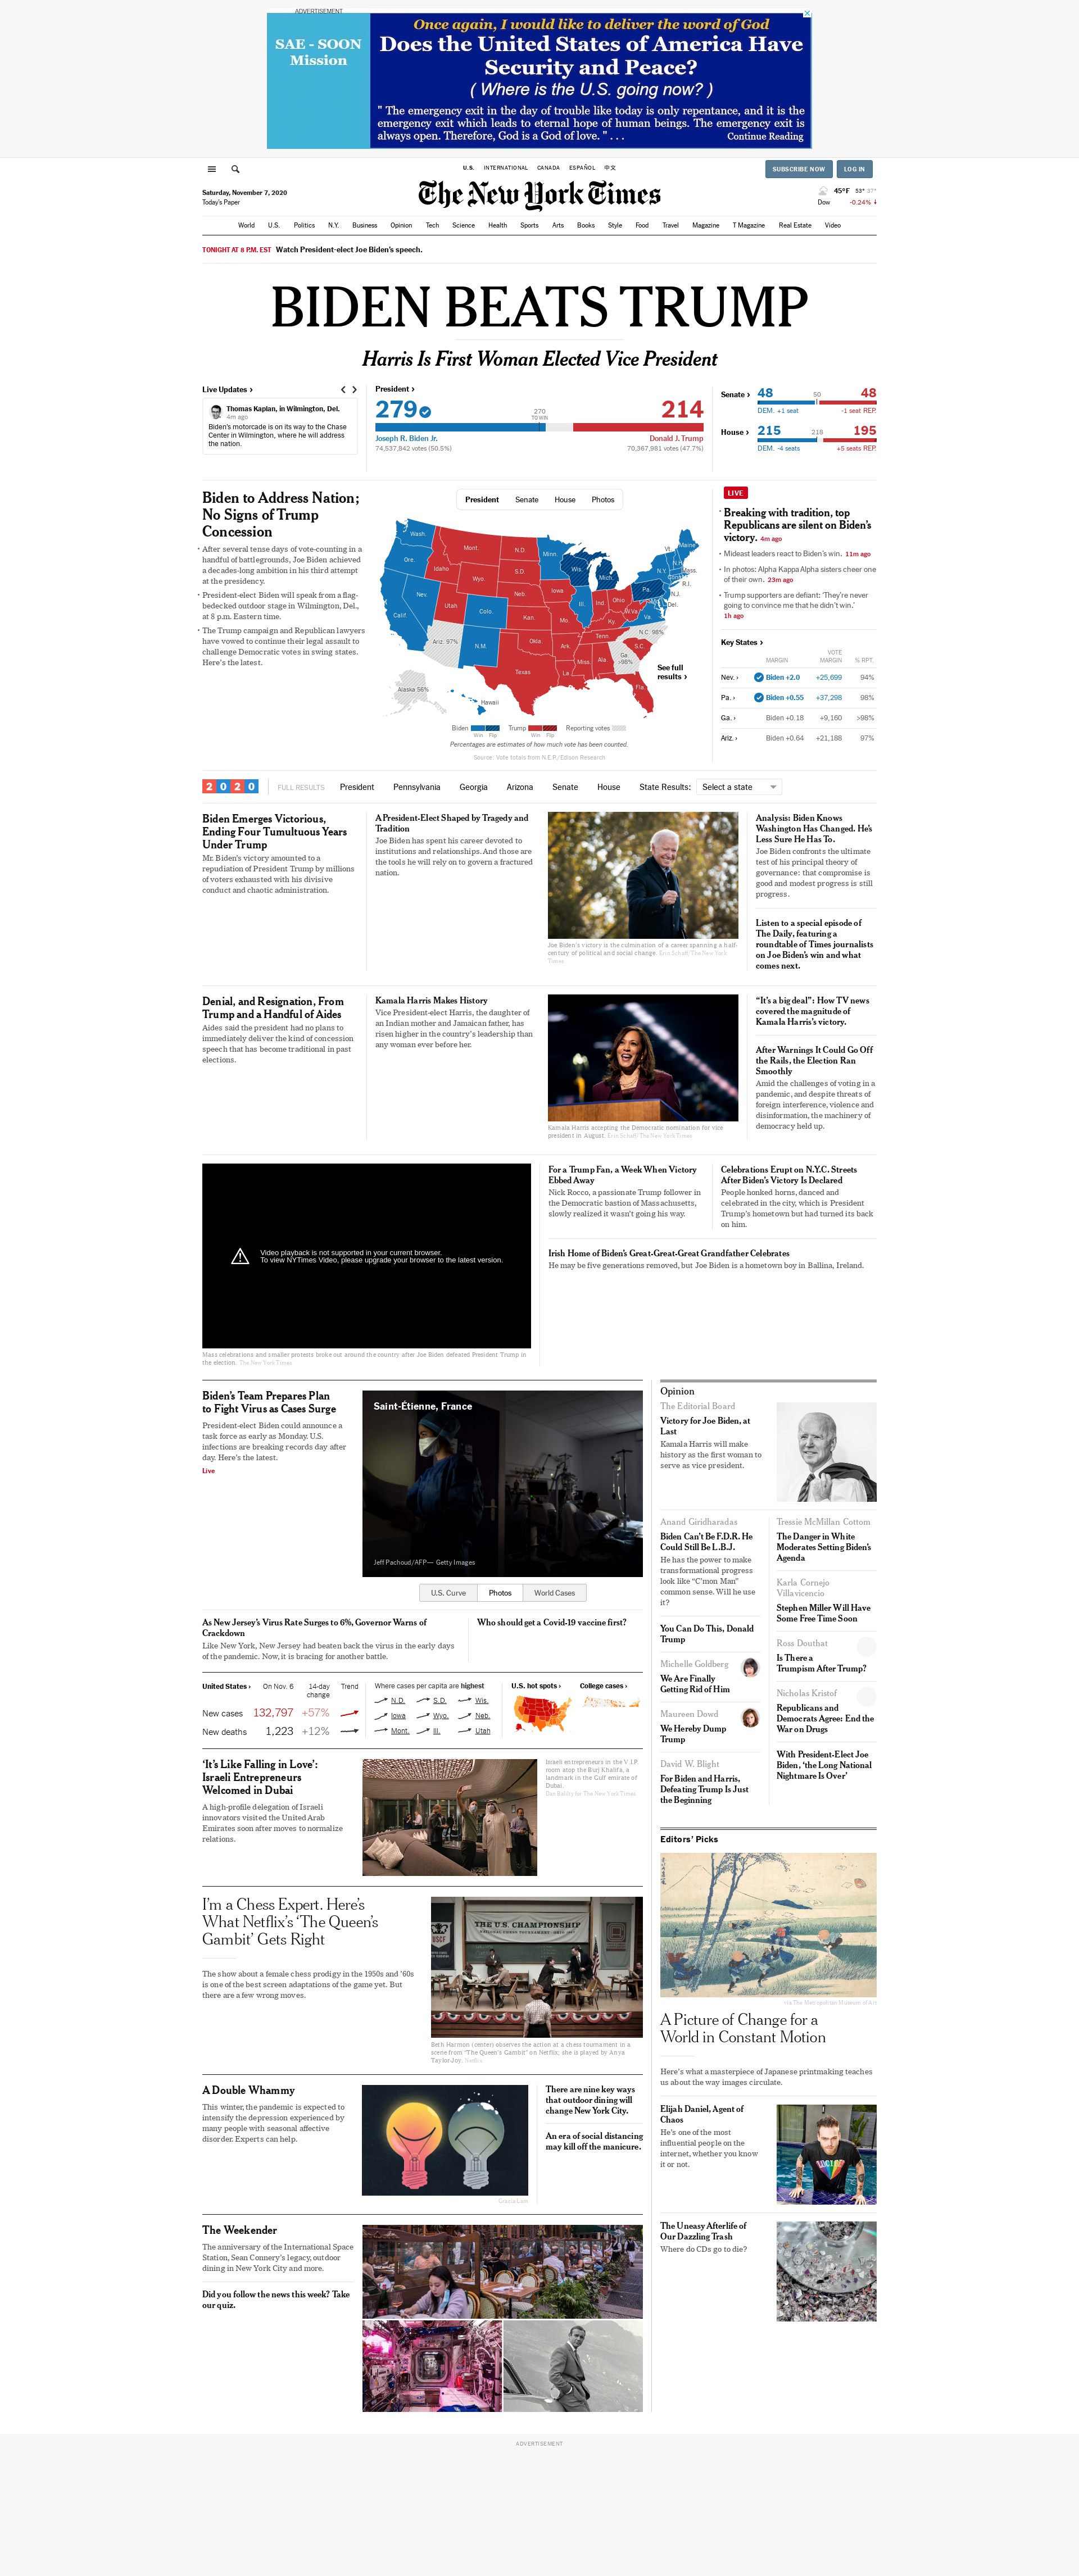 ADVERTISEMENT
SAE - SOON
Mission
Once again, I would like to deliver the word of God
Does the United States of America Have
Security and Peace?
( Where is the U.S. going now? )
" The emergency exit in the day of trouble like today is only repentance, and it is the
emergency exit which leads to eternal hope of human beings. The emergency exit is
always open. Therefore, God is a God of love. " . . .
Continue Reading
U.S.
INTERNATIONAL
CANADA
ESPAÑOL
中文
SUBSCRIBE NOW
LOG IN
Saturday, November 7, 2020
Today's Paper
The New York Times
45°F 53° 37°
Dow -0.24% ↓
World U.S. Politics N.Y. Business Opinion Tech Science Health Sports Arts Books Style Food Travel Magazine T Magazine Real Estate Video
TONIGHT AT 8 P.M. EST Watch President-elect Joe Biden's speech.
BIDEN BEATS TRUMP
Harris Is First Woman Elected Vice President
Live Updates ›
Thomas Kaplan, in Wilmington, Del.
4m ago
Biden's motorcade is on its way to the Chase
Center in Wilmington, where he will address
the nation.
President ›
279
270
TO WIN
214
Joseph R. Biden Jr.
Donald J. Trump
74,537,842 votes (50.5%)
70,367,981 votes (47.7%)
Senate ›
48
50
48
DEM. +1 seat
-1 seat REP.
House ›
215
218
195
DEM. -4 seats
+5 seats REP.
Biden to Address Nation;
No Signs of Trump
Concession
• After several tense days of vote-counting in a
handful of battlegrounds, Joe Biden achieved
a decades-long ambition in his third attempt
at the presidency.
• President-elect Biden will speak from a flag-
bedecked outdoor stage in Wilmington, Del.,
at 8 p.m. Eastern time.
• The Trump campaign and Republican lawyers
have vowed to continue their legal assault to
challenge Democratic votes in swing states.
Here's the latest.
President Senate House Photos
Wash.
Mont.
N.D.
Minn.
Vt.
Maine
Ore.
Idaho
Wyo.
S.D.
Wis.
Mich.
N.Y.
N.H.
Mass.
Conn.
R.I.
Nev.
Utah
Colo.
Neb.
Iowa
Ill.
Ind.
Ohio
Pa.
N.J.
Md.
Del.
Calif.
Kan.
Mo.
Ky.
W.Va.
Va.
Ariz. 97%
N.M.
Okla.
Ark.
Tenn.
N.C. 98%
S.C.
Texas
La.
Miss.
Ala.
Ga.
>98%
Fla.
Alaska 56%
Hawaii
See full
results ›
Biden
Win Flip
Trump
Win Flip
Reporting votes
Percentages are estimates of how much vote has been counted.
Source: Vote totals from N.E.P./Edison Research
LIVE
• Breaking with tradition, top
Republicans are silent on Biden's
victory. 4m ago
• Mideast leaders react to Biden's win. 11m ago
• In photos: Alpha Kappa Alpha sisters cheer one
of their own. 23m ago
• Trump supporters are defiant: 'They're never
going to convince me that he didn't win.'
1h ago
Key States ›
MARGIN
VOTE
MARGIN
% RPT.
Nev. › Biden +2.0 +25,699 94%
Pa. › Biden +0.55 +37,298 98%
Ga. › Biden +0.18 +9,160 >98%
Ariz. › Biden +0.64 +21,188 97%
2020
FULL RESULTS President Pennsylvania Georgia Arizona Senate House State Results: Select a state
Biden Emerges Victorious,
Ending Four Tumultuous Years
Under Trump
Mr. Biden's victory amounted to a
repudiation of President Trump by millions
of voters exhausted with his divisive
conduct and chaotic administration.
A President-Elect Shaped by Tragedy and
Tradition
Joe Biden has spent his career devoted to
institutions and relationships. And those are
the tools he will rely on to govern a fractured
nation.
Joe Biden's victory is the culmination of a career spanning a half-
century of political and social change. Erin Schaff/The New York
Times
Analysis: Biden Knows
Washington Has Changed. He's
Less Sure He Has To.
Joe Biden confronts the ultimate
test of his principal theory of
governance: that compromise is
good and modest progress is still
progress.
Listen to a special episode of
The Daily, featuring a
roundtable of Times journalists
on Joe Biden's win and what
comes next.
Denial, and Resignation, From
Trump and a Handful of Aides
Aides said the president had no plans to
immediately deliver the kind of concession
speech that has become traditional in past
elections.
Kamala Harris Makes History
Vice President-elect Harris, the daughter of
an Indian mother and Jamaican father, has
risen higher in the country's leadership than
any woman ever before her.
Kamala Harris accepting the Democratic nomination for vice
president in August. Erin Schaff/The New York Times
"It's a big deal": How TV news
covered the magnitude of
Kamala Harris's victory.
After Warnings It Could Go Off
the Rails, the Election Ran
Smoothly
Amid the challenges of voting in a
pandemic, and despite threats of
foreign interference, violence and
disinformation, the machinery of
democracy held up.
Video playback is not supported in your current browser.
To view NYTimes Video, please upgrade your browser to the latest version.
Mass celebrations and smaller protests broke out around the country after Joe Biden defeated President Trump in
the election. The New York Times
For a Trump Fan, a Week When Victory
Ebbed Away
Nick Rocco, a passionate Trump follower in
the Democratic bastion of Massachusetts,
slowly realized it wasn't going his way.
Celebrations Erupt on N.Y.C. Streets
After Biden's Victory Is Declared
People honked horns, danced and
celebrated in the city, which is President
Trump's hometown but had turned its back
on him.
Irish Home of Biden's Great-Great-Great Grandfather Celebrates
He may be five generations removed, but Joe Biden is a hometown boy in Ballina, Ireland.
Biden's Team Prepares Plan
to Fight Virus as Cases Surge
President-elect Biden could announce a
task force as early as Monday. U.S.
infections are breaking records day after
day. Here's the latest.
Live
Saint-Étienne, France
Jeff Pachoud/AFP— Getty Images
U.S. Curve Photos World Cases
As New Jersey's Virus Rate Surges to 6%, Governor Warns of
Crackdown
Like New York, New Jersey had beaten back the virus in the early days
of the pandemic. Now, it is bracing for another battle.
Who should get a Covid-19 vaccine first?
United States › On Nov. 6 14-day
change Trend
New cases 132,797 +57%
New deaths 1,223 +12%
Where cases per capita are highest
N.D. S.D. Wis.
Iowa Wyo. Neb.
Mont. Ill. Utah
U.S. hot spots ›
College cases ›
'It's Like Falling in Love':
Israeli Entrepreneurs
Welcomed in Dubai
A high-profile delegation of Israeli
innovators visited the United Arab
Emirates soon after moves to normalize
relations.
Israeli entrepreneurs in the V.I.P.
room atop the Burj Khalifa, a
landmark in the Gulf emirate of
Dubai.
Dan Balilty for The New York Times
I'm a Chess Expert. Here's
What Netflix's 'The Queen's
Gambit' Gets Right
The show about a female chess prodigy in the 1950s and '60s
is one of the best screen adaptations of the game yet. But
there are a few wrong moves.
THE U.S. CHAMPIONSHIP
USCF
Beth Harmon (center) observes the action at a chess tournament in a
scene from "The Queen's Gambit" on Netflix; she is played by Anya
Taylor-Joy. Netflix
A Double Whammy
This winter, the pandemic is expected to
intensify the depression experienced by
many people with seasonal affective
disorder. Experts can help.
Gracia Lam
There are nine key ways
that outdoor dining will
change New York City.
An era of social distancing
may kill off the manicure.
The Weekender
The anniversary of the International Space
Station, Sean Connery's legacy, outdoor
dining in New York City and more.
Did you follow the news this week? Take
our quiz.
Opinion
The Editorial Board
Victory for Joe Biden, at
Last
Kamala Harris will make
history as the first woman to
serve as vice president.
Anand Giridharadas
Biden Can't Be F.D.R. He
Could Still Be L.B.J.
He has the power to make
transformational progress
look like "C'mon Man"
common sense. Will he use
it?
You Can Do This, Donald
Trump
Michelle Goldberg
We Are Finally
Getting Rid of Him
Maureen Dowd
We Hereby Dump
Trump
David W. Blight
For Biden and Harris,
Defeating Trump Is Just
the Beginning
Tressie McMillan Cottom
The Danger in White
Moderates Setting Biden's
Agenda
Karla Cornejo
Villavicencio
Stephen Miller Will Have
Some Free Time Soon
Ross Douthat
Is There a
Trumpism After Trump?
Nicholas Kristof
Republicans and
Democrats Agree: End the
War on Drugs
With President-Elect Joe
Biden, 'the Long National
Nightmare Is Over'
Editors' Picks
via The Metropolitan Museum of Art
A Picture of Change for a
World in Constant Motion
Here's what a masterpiece of Japanese printmaking teaches
us about the way images circulate.
Elijah Daniel, Agent of
Chaos
He's one of the most
influential people on the
internet, whether you know
it or not.
The Uneasy Afterlife of
Our Dazzling Trash
Where do CDs go to die?
ADVERTISEMENT